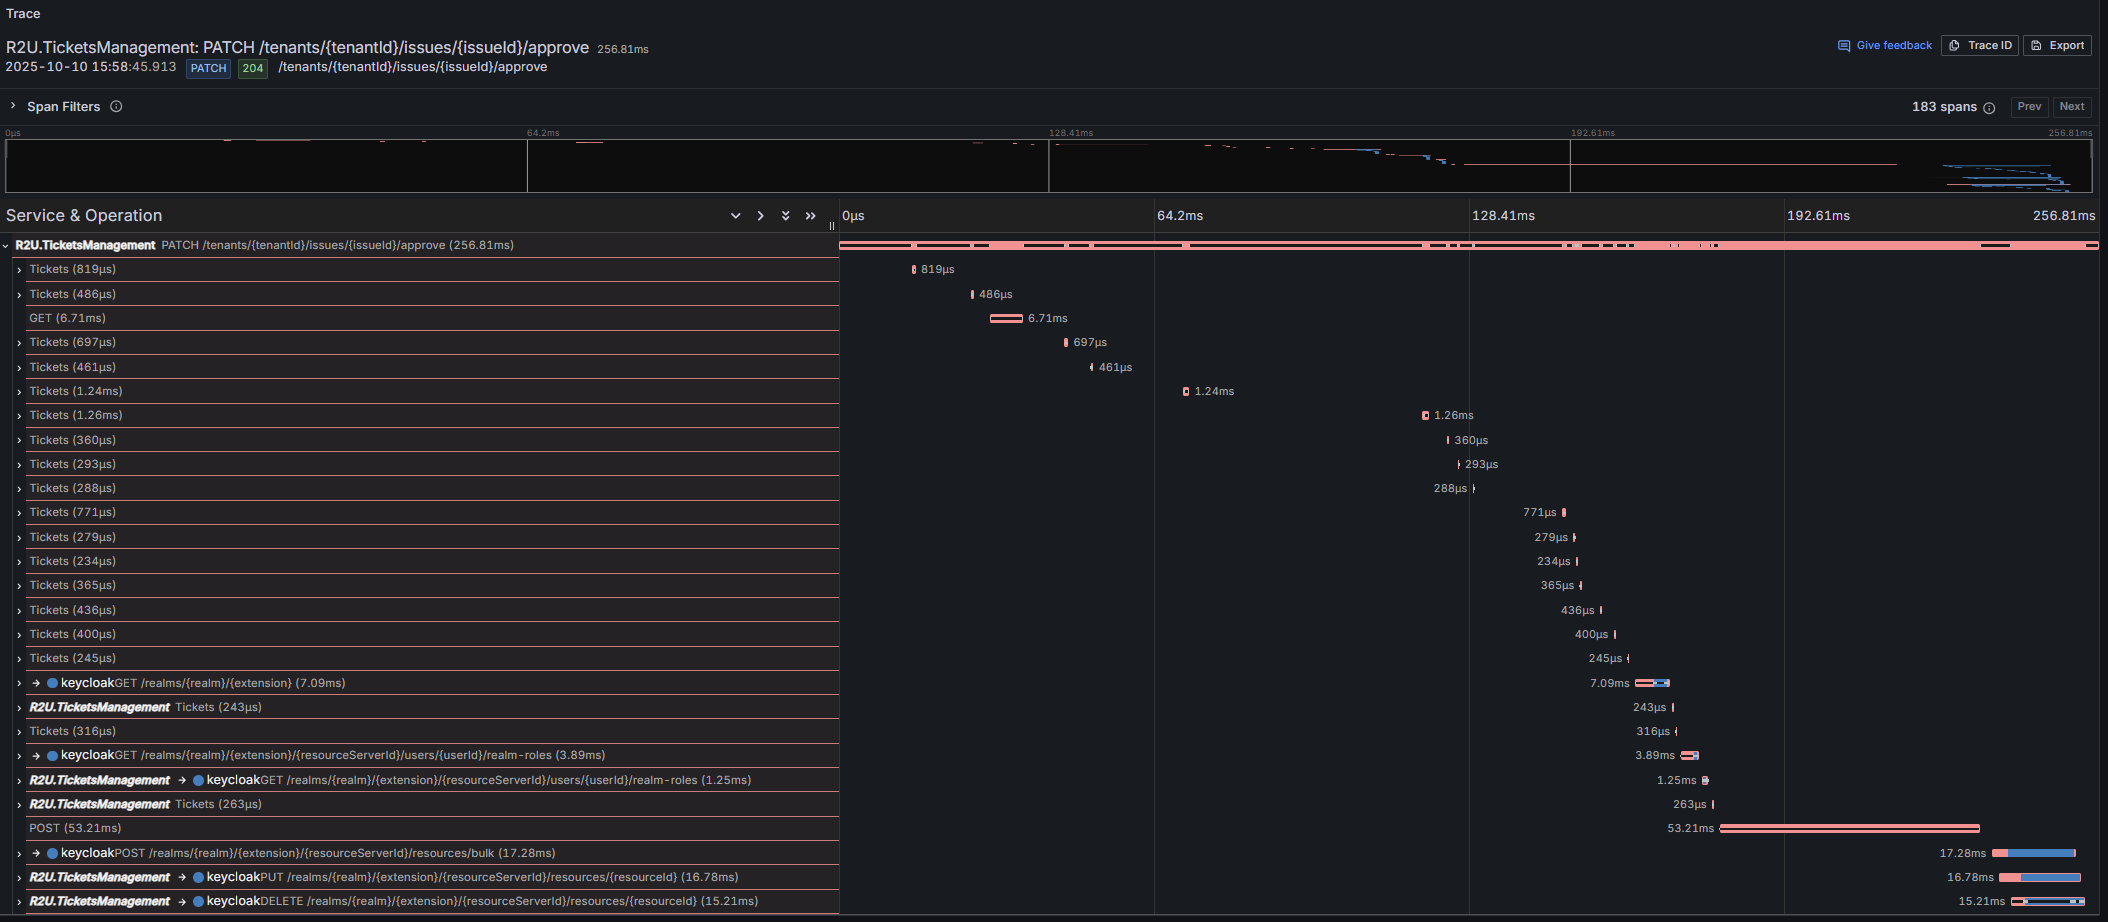 Trace
R2U.TicketsManagement: PATCH /tenants/{tenantId}/issues/{issueId}/approve 256.81ms
Give feedback Trace ID Export
2025-10-10 15:58:45.913 PATCH 204 /tenants/{tenantId}/issues/{issueId}/approve
Span Filters 183 spans Prev Next
0µs 64.2ms 128.41ms 192.61ms 256.81ms
Service & Operation 0µs 64.2ms 128.41ms 192.61ms 256.81ms
R2U.TicketsManagement PATCH /tenants/{tenantId}/issues/{issueId}/approve (256.81ms)
Tickets (819µs) 819µs
Tickets (486µs) 486µs
GET (6.71ms) 6.71ms
Tickets (697µs) 697µs
Tickets (461µs) 461µs
Tickets (1.24ms) 1.24ms
Tickets (1.26ms) 1.26ms
Tickets (360µs) 360µs
Tickets (293µs) 293µs
Tickets (288µs) 288µs
Tickets (771µs) 771µs
Tickets (279µs) 279µs
Tickets (234µs) 234µs
Tickets (365µs) 365µs
Tickets (436µs) 436µs
Tickets (400µs) 400µs
Tickets (245µs) 245µs
keycloakGET /realms/{realm}/{extension} (7.09ms) 7.09ms
R2U.TicketsManagement Tickets (243µs) 243µs
Tickets (316µs) 316µs
keycloakGET /realms/{realm}/{extension}/{resourceServerId}/users/{userId}/realm-roles (3.89ms) 3.89ms
R2U.TicketsManagement keycloakGET /realms/{realm}/{extension}/{resourceServerId}/users/{userId}/realm-roles (1.25ms) 1.25ms
R2U.TicketsManagement Tickets (263µs) 263µs
POST (53.21ms) 53.21ms
keycloakPOST /realms/{realm}/{extension}/{resourceServerId}/resources/bulk (17.28ms) 17.28ms
R2U.TicketsManagement keycloakPUT /realms/{realm}/{extension}/{resourceServerId}/resources/{resourceId} (16.78ms) 16.78ms
R2U.TicketsManagement keycloakDELETE /realms/{realm}/{extension}/{resourceServerId}/resources/{resourceId} (15.21ms) 15.21ms